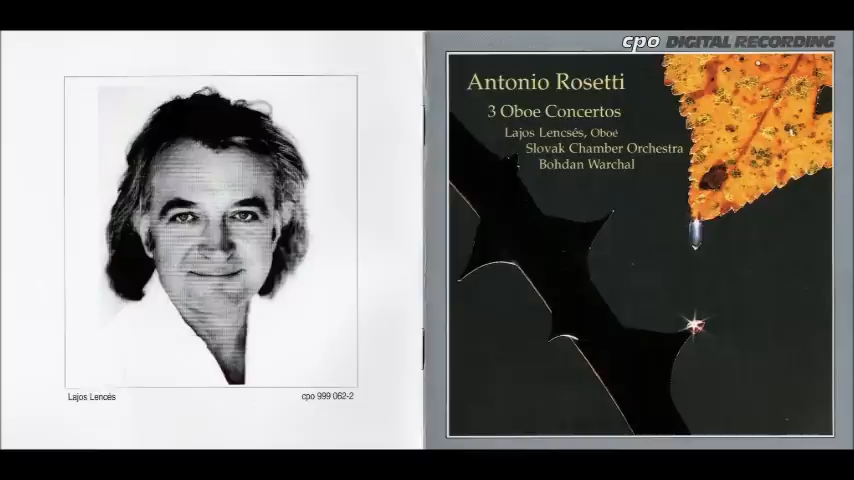 Lajos Lencés
cpo 999 062-2
cpo DIGITAL RECORDING
Antonio Rosetti
3 Oboe Concertos
Lajos Lencsés, Oboe
Slovak Chamber Orchestra
Bohdan Warchal